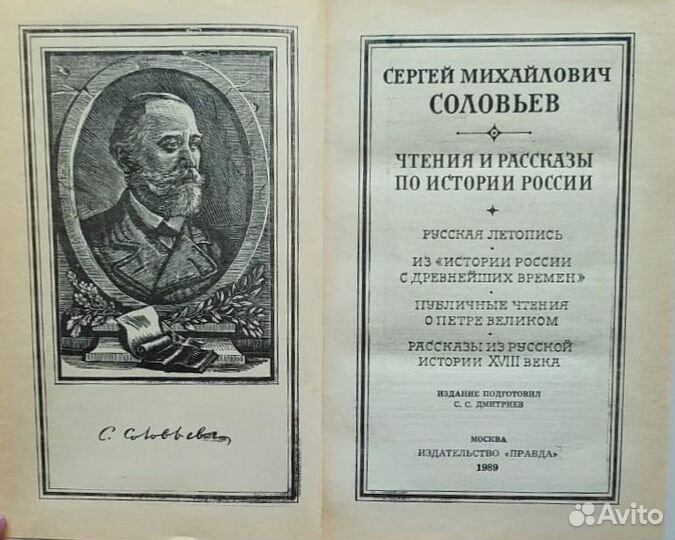 С. Соловьев
СЕРГЕЙ МИХАЙЛОВИЧ
СОЛОВЬЕВ
ЧТЕНИЯ И РАССКАЗЫ
ПО ИСТОРИИ РОССИИ
РУССКАЯ ЛЕТОПИСЬ
ИЗ «ИСТОРИИ РОССИИ
С ДРЕВНЕЙШИХ ВРЕМЕН»
ПУБЛИЧНЫЕ ЧТЕНИЯ
О ПЕТРЕ ВЕЛИКОМ
РАССКАЗЫ ИЗ РУССКОЙ
ИСТОРИИ XVIII ВЕКА
ИЗДАНИЕ ПОДГОТОВИЛ
С. С. ДМИТРИЕВ
МОСКВА
ИЗДАТЕЛЬСТВО «ПРАВДА»
1989
Avito